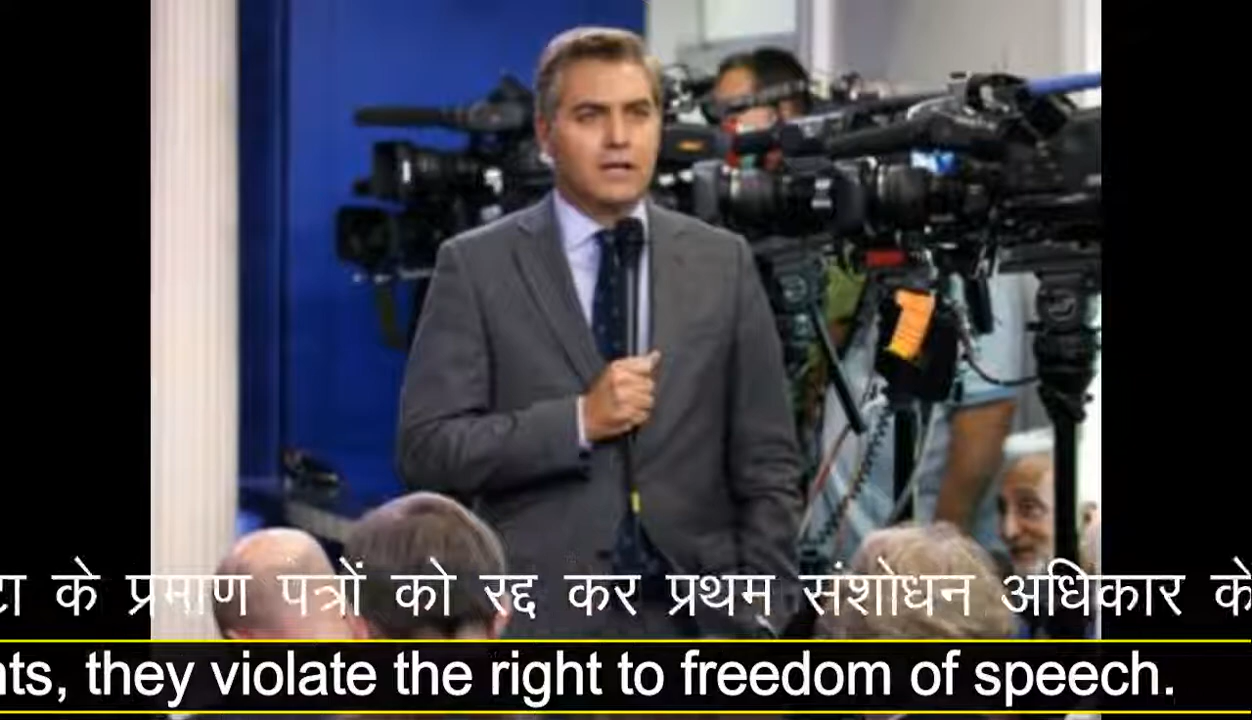 के प्रमाण पत्रों को रद्द कर प्रथम संशोधन अधिकार के
they violate the right to freedom of speech.